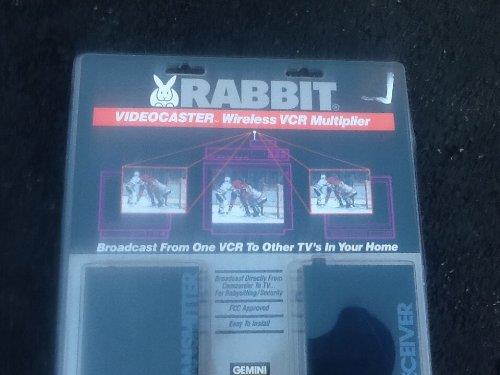 RABBIT®
VIDEOCASTER™ Wireless VCR Multiplier
Broadcast From One VCR To Other TV's In Your Home
Broadcast Directly From
Camcorder To TV...
For Babysitting/Security
FCC Approved
Easy To Install
TRANSMITTER
RECEIVER
GEMINI